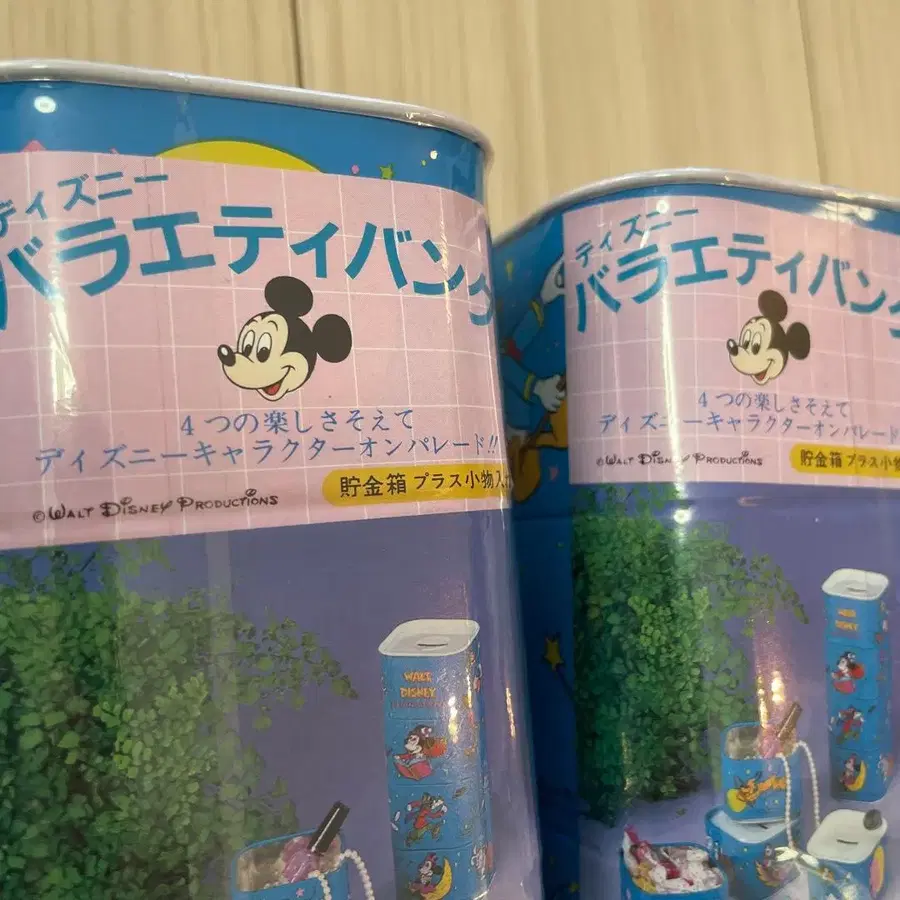 ディズニー
バラエティバンク
4つの楽しさそえて
ディズニーキャラクターオンパレード!!
貯金箱 プラス小物入
©WALT DISNEY PRODUCTIONS
WALT
DISNEY
ディズニー
バラエティバンク
4つの楽しさそえて
ディズニーキャラクターオンパレード
©WALT DISNEY PRODUCTIONS
貯金箱 プラス小物
WALT
DISNEY